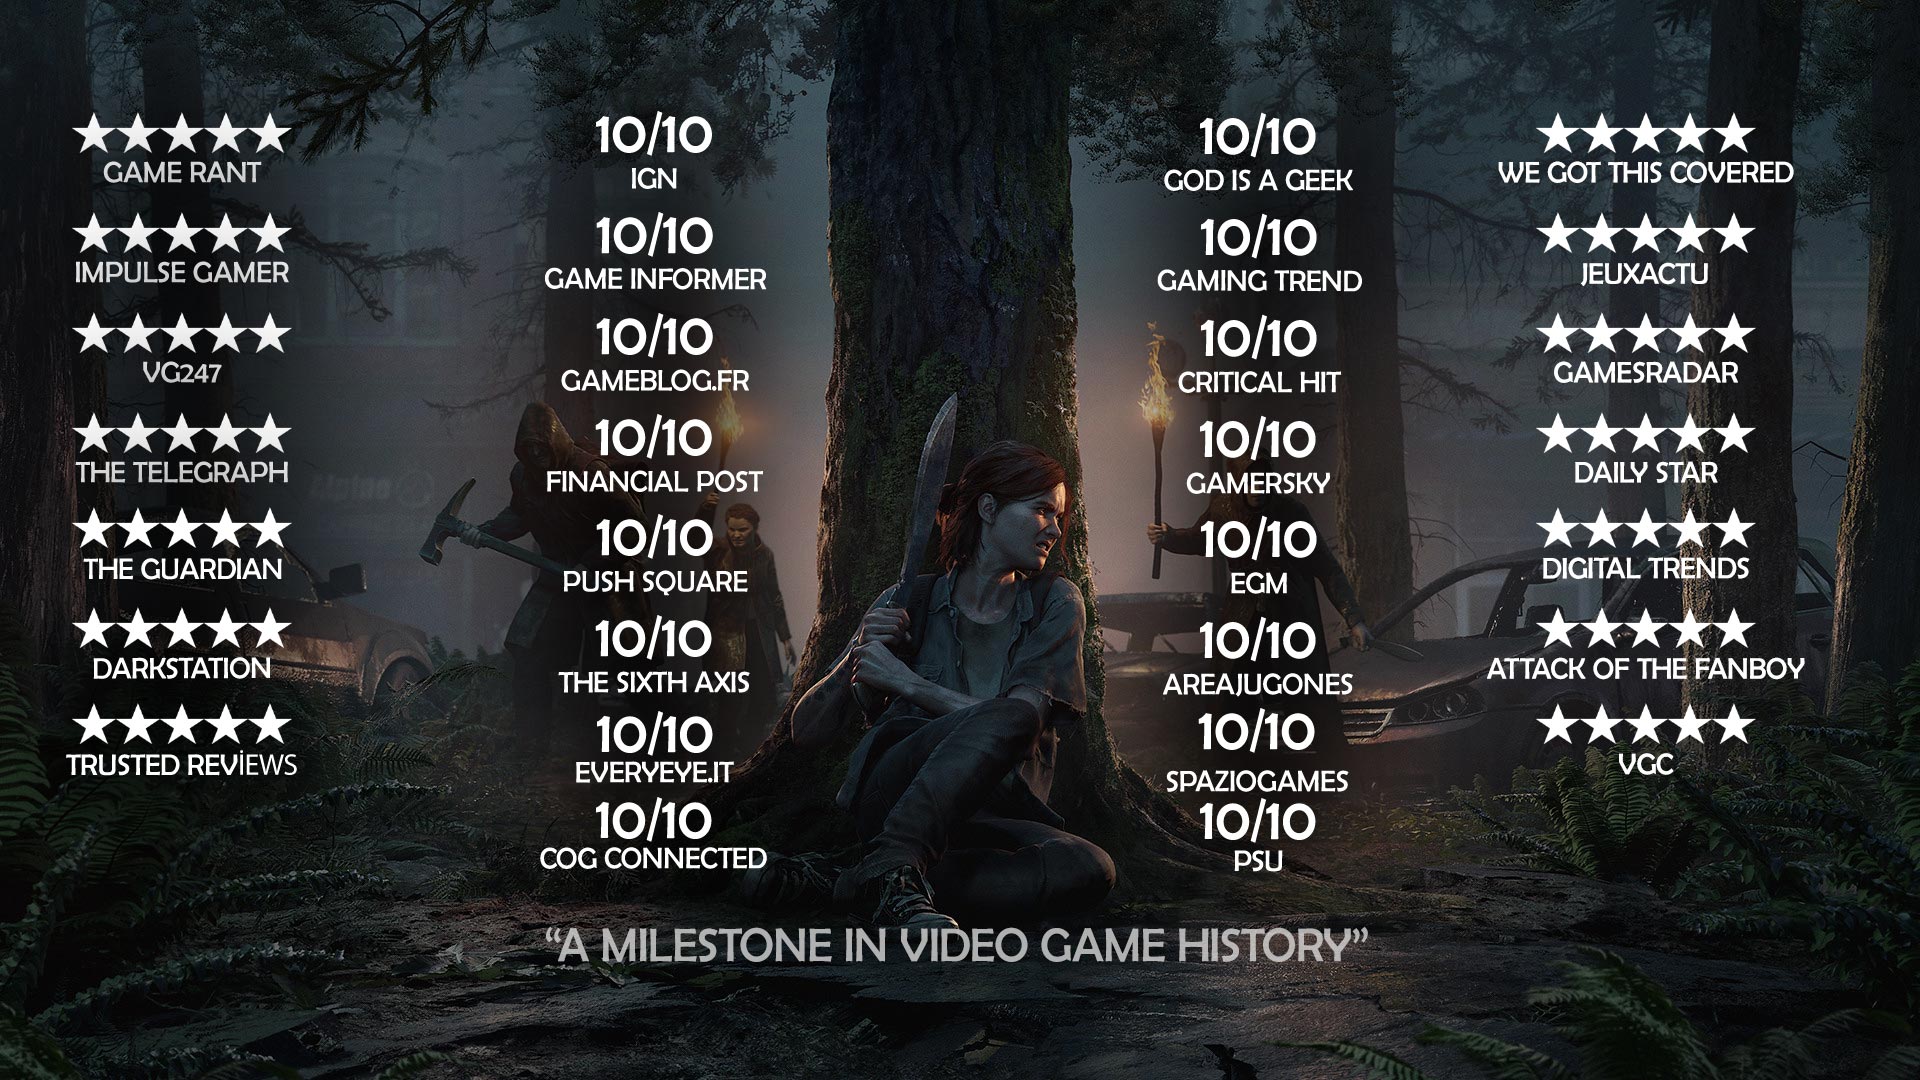 ★★★★★
GAME RANT
★★★★★
IMPULSE GAMER
★★★★★
VG247
★★★★★
THE TELEGRAPH
★★★★★
THE GUARDIAN
★★★★★
DARKSTATION
★★★★★
TRUSTED REVİEWS
10/10
IGN
10/10
GAME INFORMER
10/10
GAMEBLOG.FR
10/10
FINANCIAL POST
10/10
PUSH SQUARE
10/10
THE SIXTH AXIS
10/10
EVERYEYE.IT
10/10
COG CONNECTED
10/10
GOD IS A GEEK
10/10
GAMING TREND
10/10
CRITICAL HIT
10/10
GAMERSKY
10/10
EGM
10/10
AREAJUGONES
10/10
SPAZIOGAMES
10/10
PSU
★★★★★
WE GOT THIS COVERED
★★★★★
JEUXACTU
★★★★★
GAMESRADAR
★★★★★
DAILY STAR
★★★★★
DIGITAL TRENDS
★★★★★
ATTACK OF THE FANBOY
★★★★★
VGC
“A MILESTONE IN VIDEO GAME HISTORY”